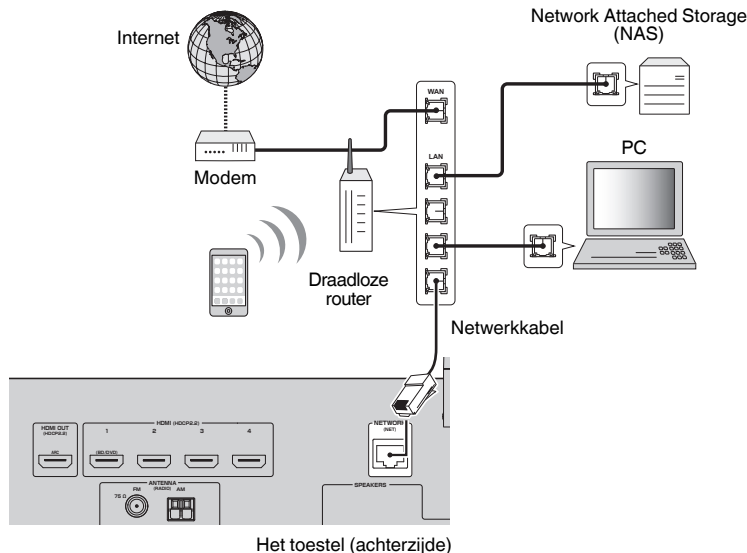 Network Attached Storage
(NAS)
Internet
WAN
LAN
PC
Modem
Draadloze
router
Netwerkkabel
HDMI OUT
(HDCP2.2)
ARC
HDMI (HDCP2.2)
1
2
3
4
(BD/DVD)
NETWORK
(NET)
ANTENNA
(RADIO)
FM
AM
75 Ω
SPEAKERS
Het toestel (achterzijde)